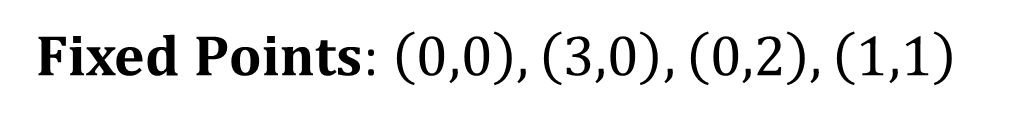 Fixed Points: (0,0), (3,0), (0,2), (1,1)